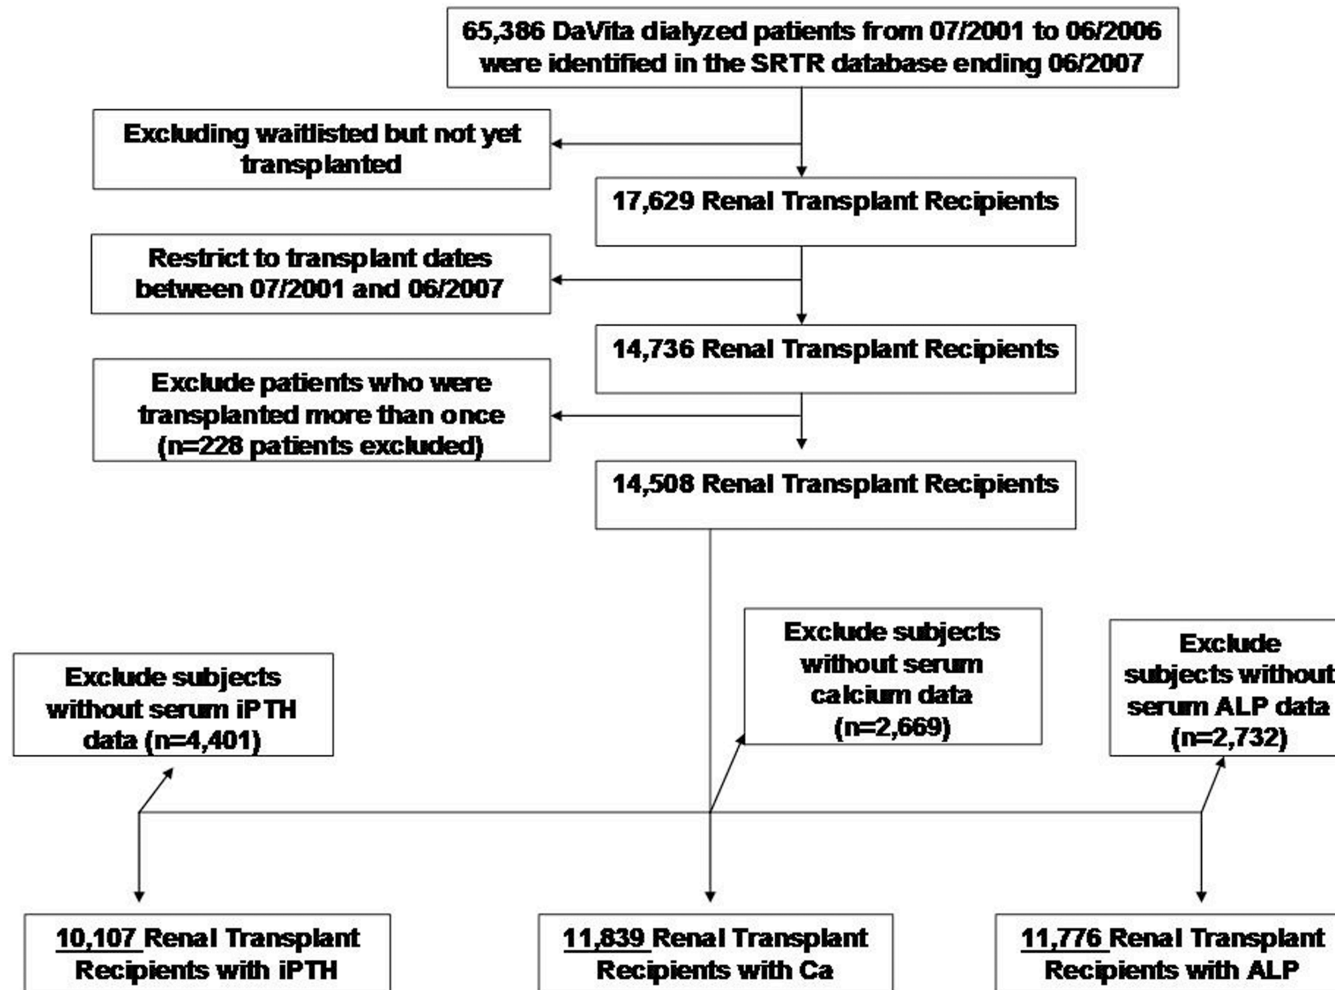 65,386 DaVita dialyzed patients from 07/2001 to 06/2006
were identified in the SRTR database ending 06/2007
Excluding waitlisted but not yet
transplanted
17,629 Renal Transplant Recipients
Restrict to transplant dates
between 07/2001 and 06/2007
14,736 Renal Transplant Recipients
Exclude patients who were
transplanted more than once
(n=228 patients excluded)
14,508 Renal Transplant Recipients
Exclude subjects
without serum iPTH
data (n=4,401)
Exclude subjects
without serum
calcium data
(n=2,669)
Exclude
subjects without
serum ALP data
(n=2,732)
10,107 Renal Transplant
Recipients with iPTH
11,839 Renal Transplant
Recipients with Ca
11,776 Renal Transplant
Recipients with ALP